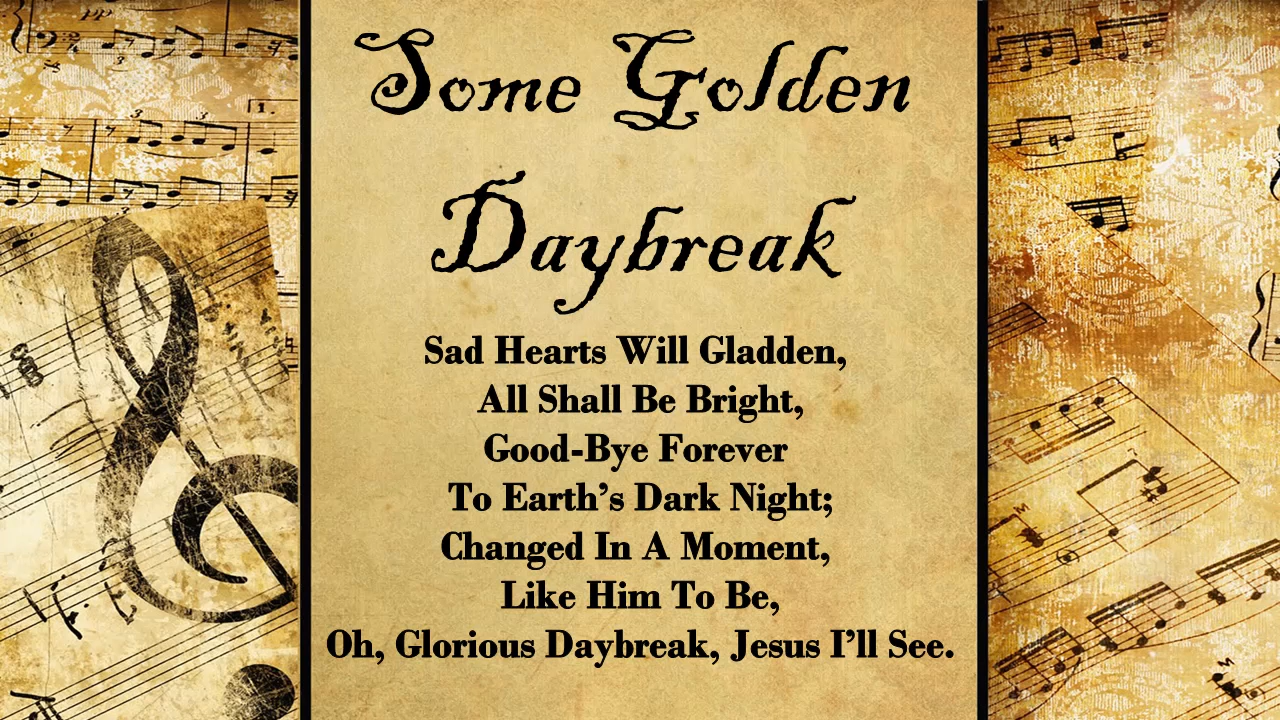 Some Golden
Daybreak
Sad Hearts Will Gladden,
All Shall Be Bright,
Good-Bye Forever
To Earth’s Dark Night;
Changed In A Moment,
Like Him To Be,
Oh, Glorious Daybreak, Jesus I’ll See.